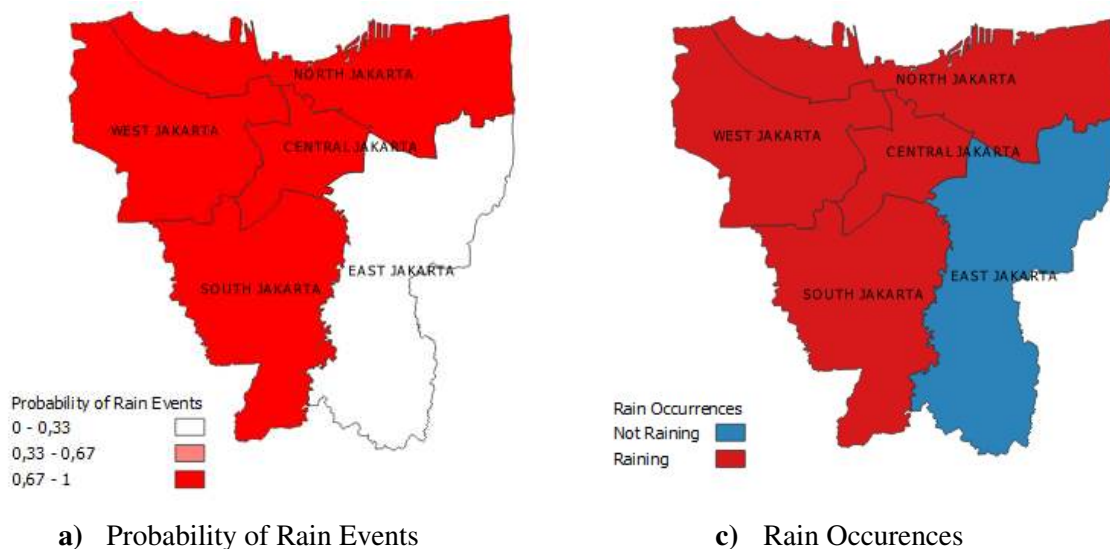 NORTH JAKARTA
WEST JAKARTA
CENTRAL JAKARTA
EAST JAKARTA
SOUTH JAKARTA
Probability of Rain Events
0 - 0,33
0,33 - 0,67
0,67 - 1
a) Probability of Rain Events
NORTH JAKARTA
WEST JAKARTA
CENTRAL JAKARTA
EAST JAKARTA
SOUTH JAKARTA
Rain Occurrences
Not Raining
Raining
c) Rain Occurences